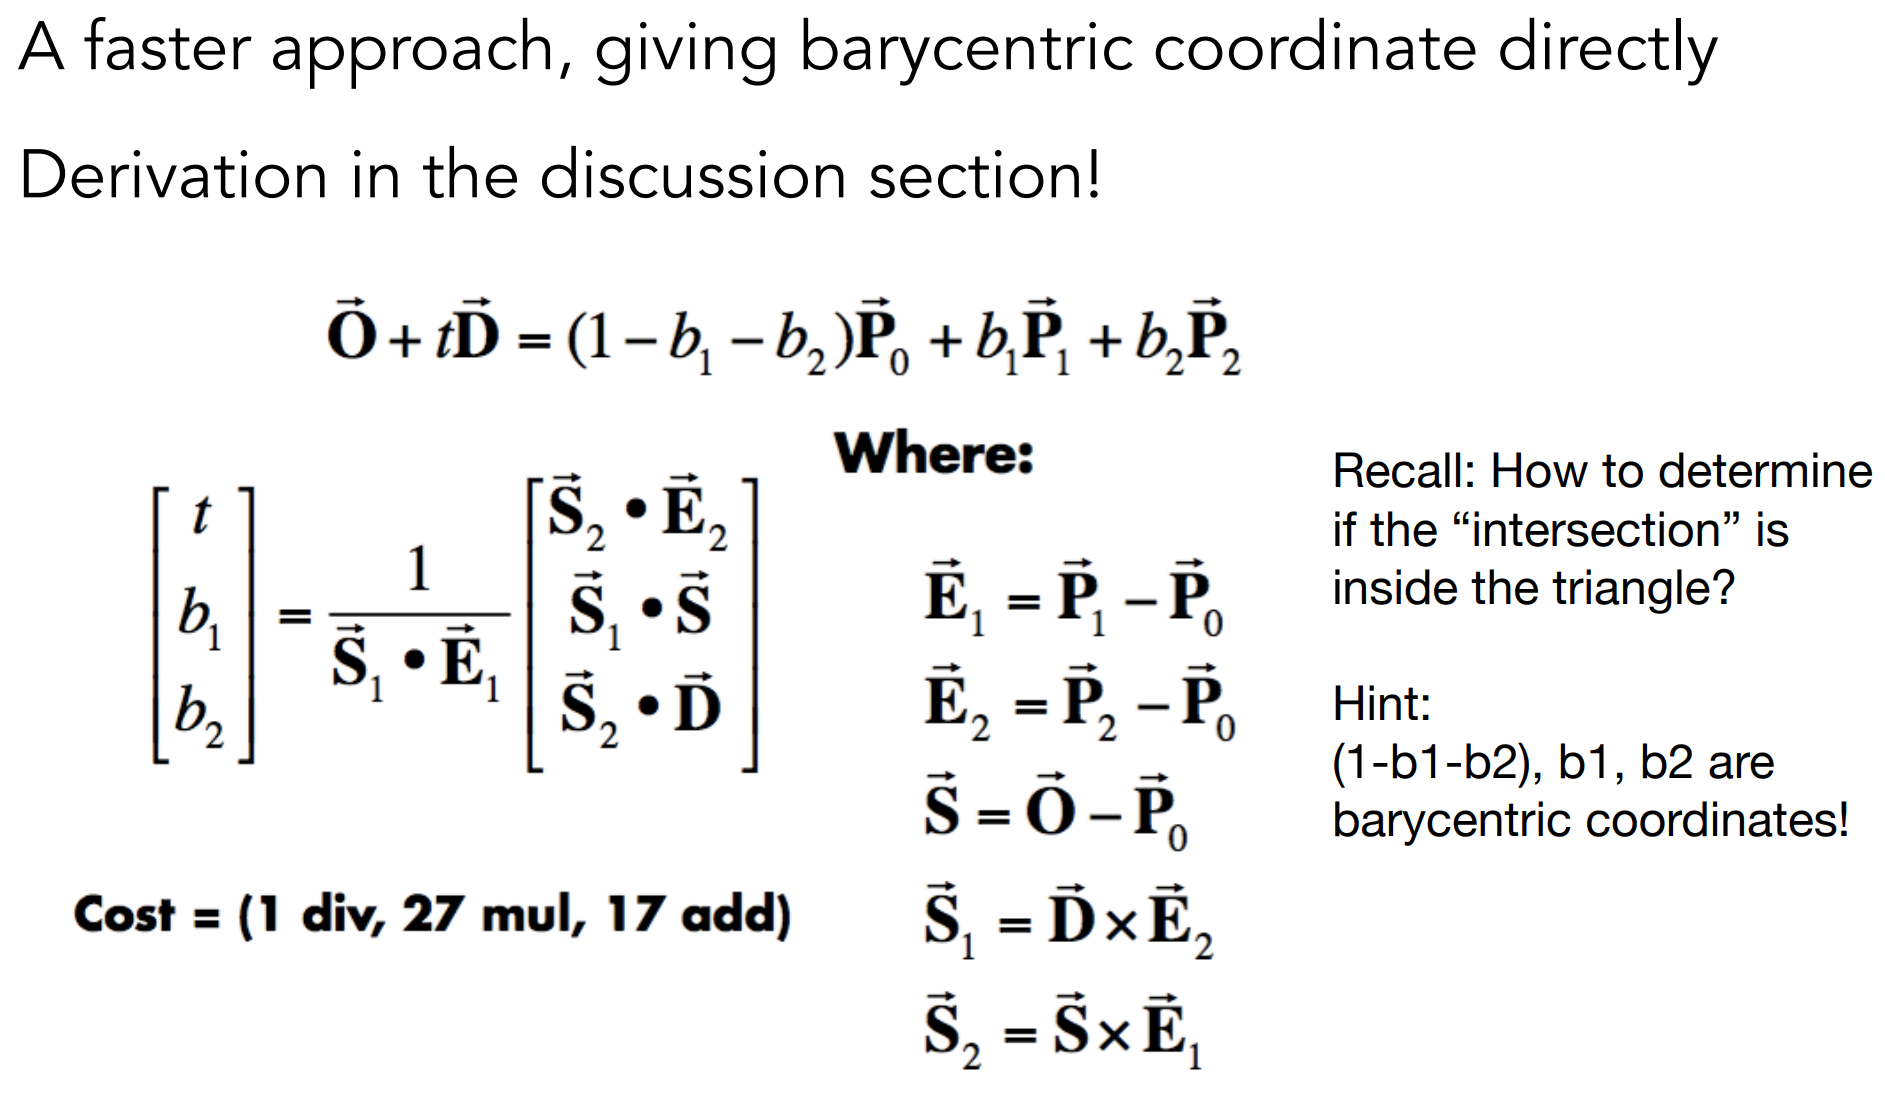 A faster approach, giving barycentric coordinate directly
Derivation in the discussion section!
$\vec{\mathbf{O}} + t\vec{\mathbf{D}} = (1 - b_1 - b_2)\vec{\mathbf{P}}_0 + b_1\vec{\mathbf{P}}_1 + b_2\vec{\mathbf{P}}_2$
$\begin{bmatrix} t \\ b_1 \\ b_2 \end{bmatrix} = \frac{1}{\vec{\mathbf{S}}_1 \bullet \vec{\mathbf{E}}_1} \begin{bmatrix} \vec{\mathbf{S}}_2 \bullet \vec{\mathbf{E}}_2 \\ \vec{\mathbf{S}}_1 \bullet \vec{\mathbf{S}} \\ \vec{\mathbf{S}}_2 \bullet \vec{\mathbf{D}} \end{bmatrix}$
Cost = (1 div, 27 mul, 17 add)
Where:
$\vec{\mathbf{E}}_1 = \vec{\mathbf{P}}_1 - \vec{\mathbf{P}}_0$
$\vec{\mathbf{E}}_2 = \vec{\mathbf{P}}_2 - \vec{\mathbf{P}}_0$
$\vec{\mathbf{S}} = \vec{\mathbf{O}} - \vec{\mathbf{P}}_0$
$\vec{\mathbf{S}}_1 = \vec{\mathbf{D}} \times \vec{\mathbf{E}}_2$
$\vec{\mathbf{S}}_2 = \vec{\mathbf{S}} \times \vec{\mathbf{E}}_1$
Recall: How to determine
if the “intersection” is
inside the triangle?
Hint:
(1-b1-b2), b1, b2 are
barycentric coordinates!